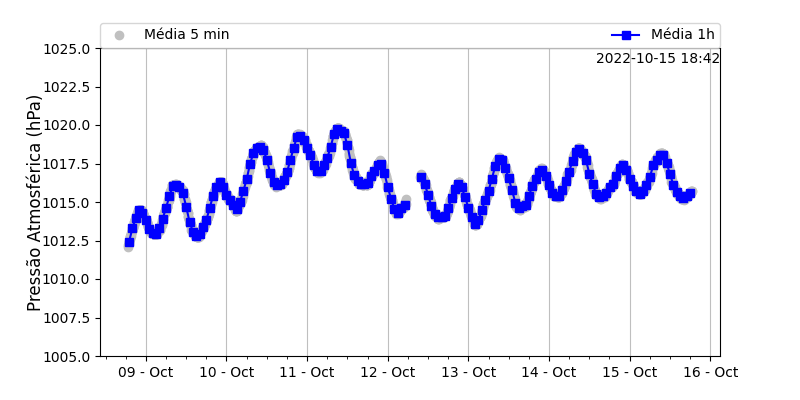 Média 5 min
Média 1h
2022-10-15 18:42
Pressão Atmosférica (hPa)
1025.0
1022.5
1020.0
1017.5
1015.0
1012.5
1010.0
1007.5
1005.0
09 - Oct
10 - Oct
11 - Oct
12 - Oct
13 - Oct
14 - Oct
15 - Oct
16 - Oct